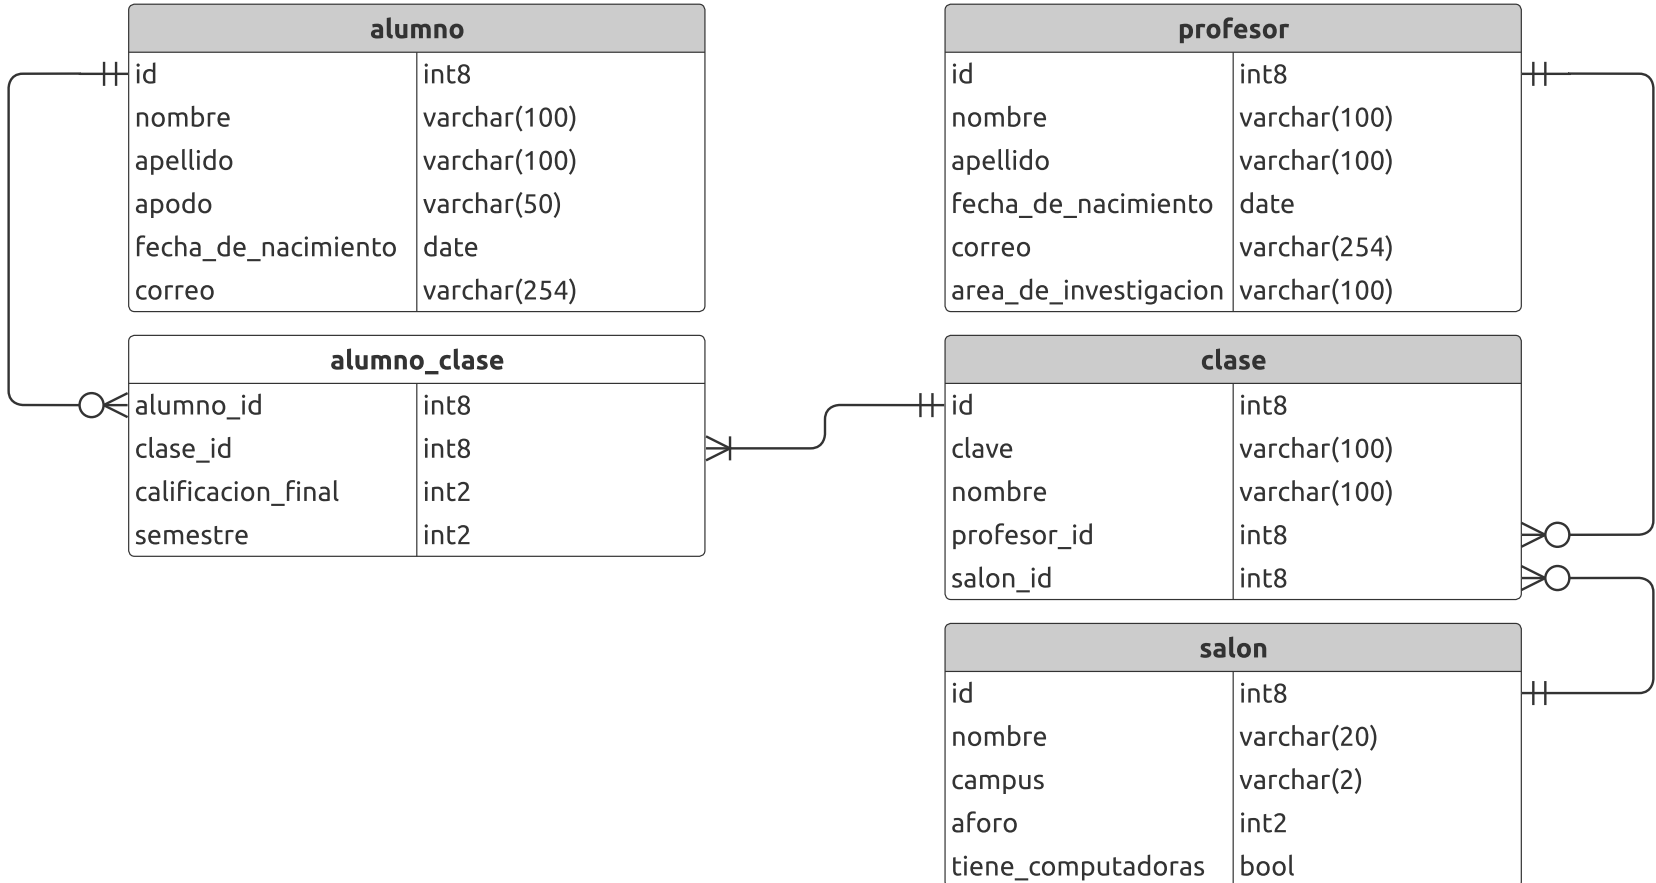 alumno
id int8
nombre varchar(100)
apellido varchar(100)
apodo varchar(50)
fecha_de_nacimiento date
correo varchar(254)
profesor
id int8
nombre varchar(100)
apellido varchar(100)
fecha_de_nacimiento date
correo varchar(254)
area_de_investigacion varchar(100)
alumno_clase
alumno_id int8
clase_id int8
calificacion_final int2
semestre int2
clase
id int8
clave varchar(100)
nombre varchar(100)
profesor_id int8
salon_id int8
salon
id int8
nombre varchar(20)
campus varchar(2)
aforo int2
tiene_computadoras bool